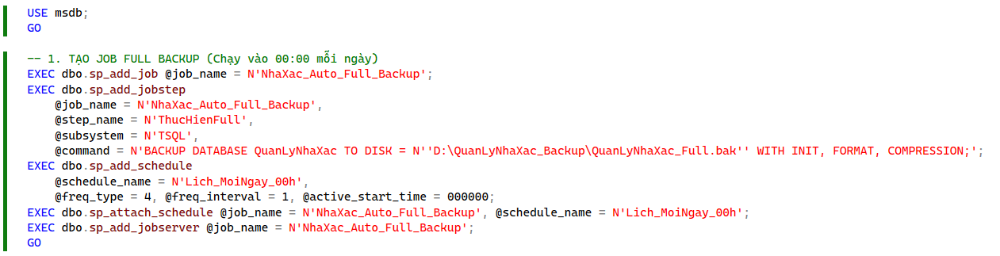 USE msdb;
GO
-- 1. TẠO JOB FULL BACKUP (Chạy vào 00:00 mỗi ngày)
EXEC dbo.sp_add_job @job_name = N'NhaXac_Auto_Full_Backup';
EXEC dbo.sp_add_jobstep
@job_name = N'NhaXac_Auto_Full_Backup',
@step_name = N'ThucHienFull',
@subsystem = N'TSQL',
@command = N'BACKUP DATABASE QuanLyNhaXac TO DISK = N''D:\QuanLyNhaXac_Backup\QuanLyNhaXac_Full.bak'' WITH INIT, FORMAT, COMPRESSION;';
EXEC dbo.sp_add_schedule
@schedule_name = N'Lich_MoiNgay_00h',
@freq_type = 4, @freq_interval = 1, @active_start_time = 000000;
EXEC dbo.sp_attach_schedule @job_name = N'NhaXac_Auto_Full_Backup', @schedule_name = N'Lich_MoiNgay_00h';
EXEC dbo.sp_add_jobserver @job_name = N'NhaXac_Auto_Full_Backup';
GO